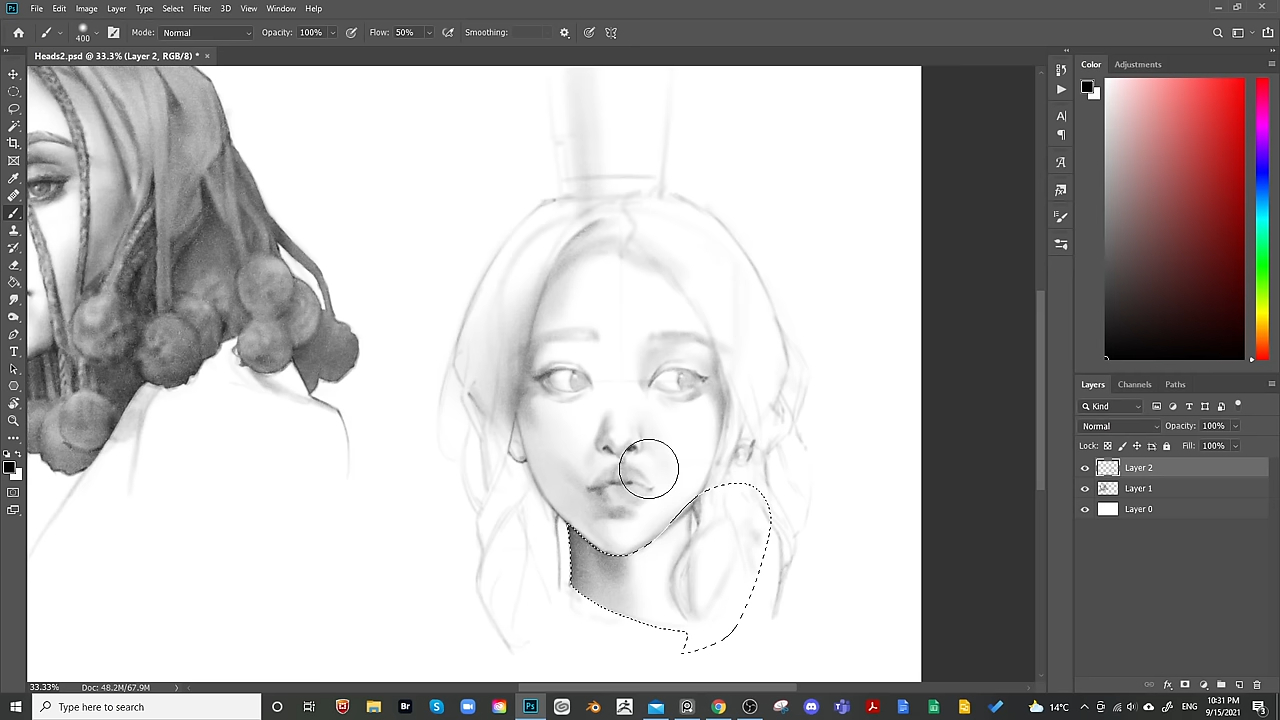 Ps File Edit Image Layer Type Select Filter 3D View Window Help
400 Mode: Normal Opacity: 100% Flow: 50% Smoothing:
Heads2.psd @ 33.3% (Layer 2, RGB/8) * ×
Color Adjustments
Layers Channels Paths
Kind
Normal Opacity: 100%
Lock: Fill: 100%
Layer 2
Layer 1
Layer 0
33.33% Doc: 48.2M/67.9M
Type here to search
Br
Ps
14°C
ENG
10:31 PM
9/15/2021